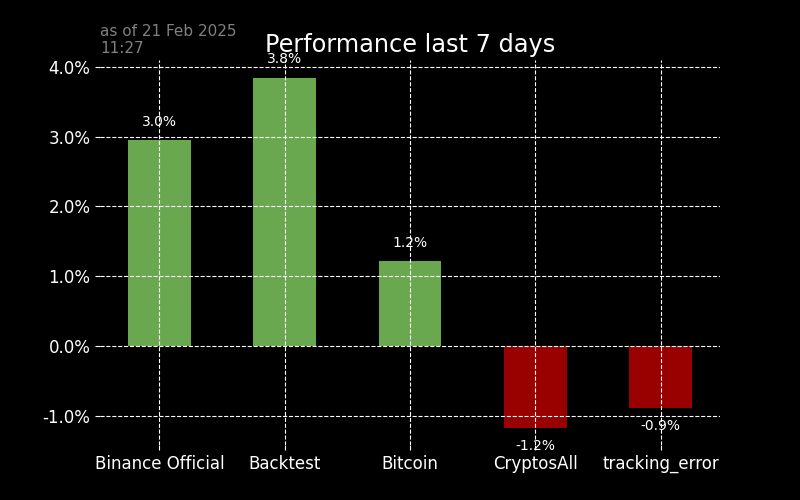 as of 21 Feb 2025
11:27
Performance last 7 days
4.0%
3.0%
2.0%
1.0%
0.0%
-1.0%
3.0%
3.8%
1.2%
-1.2%
-0.9%
Binance Official
Backtest
Bitcoin
CryptosAll
tracking_error